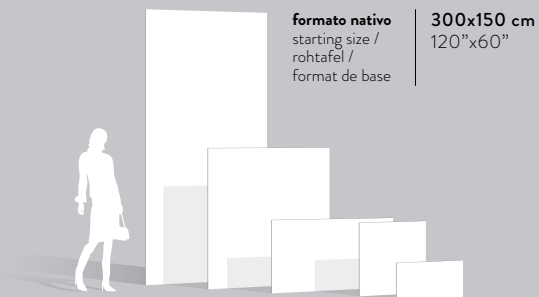 formato nativo
starting size /
rohtafel /
format de base
300x150 cm
120”x60”